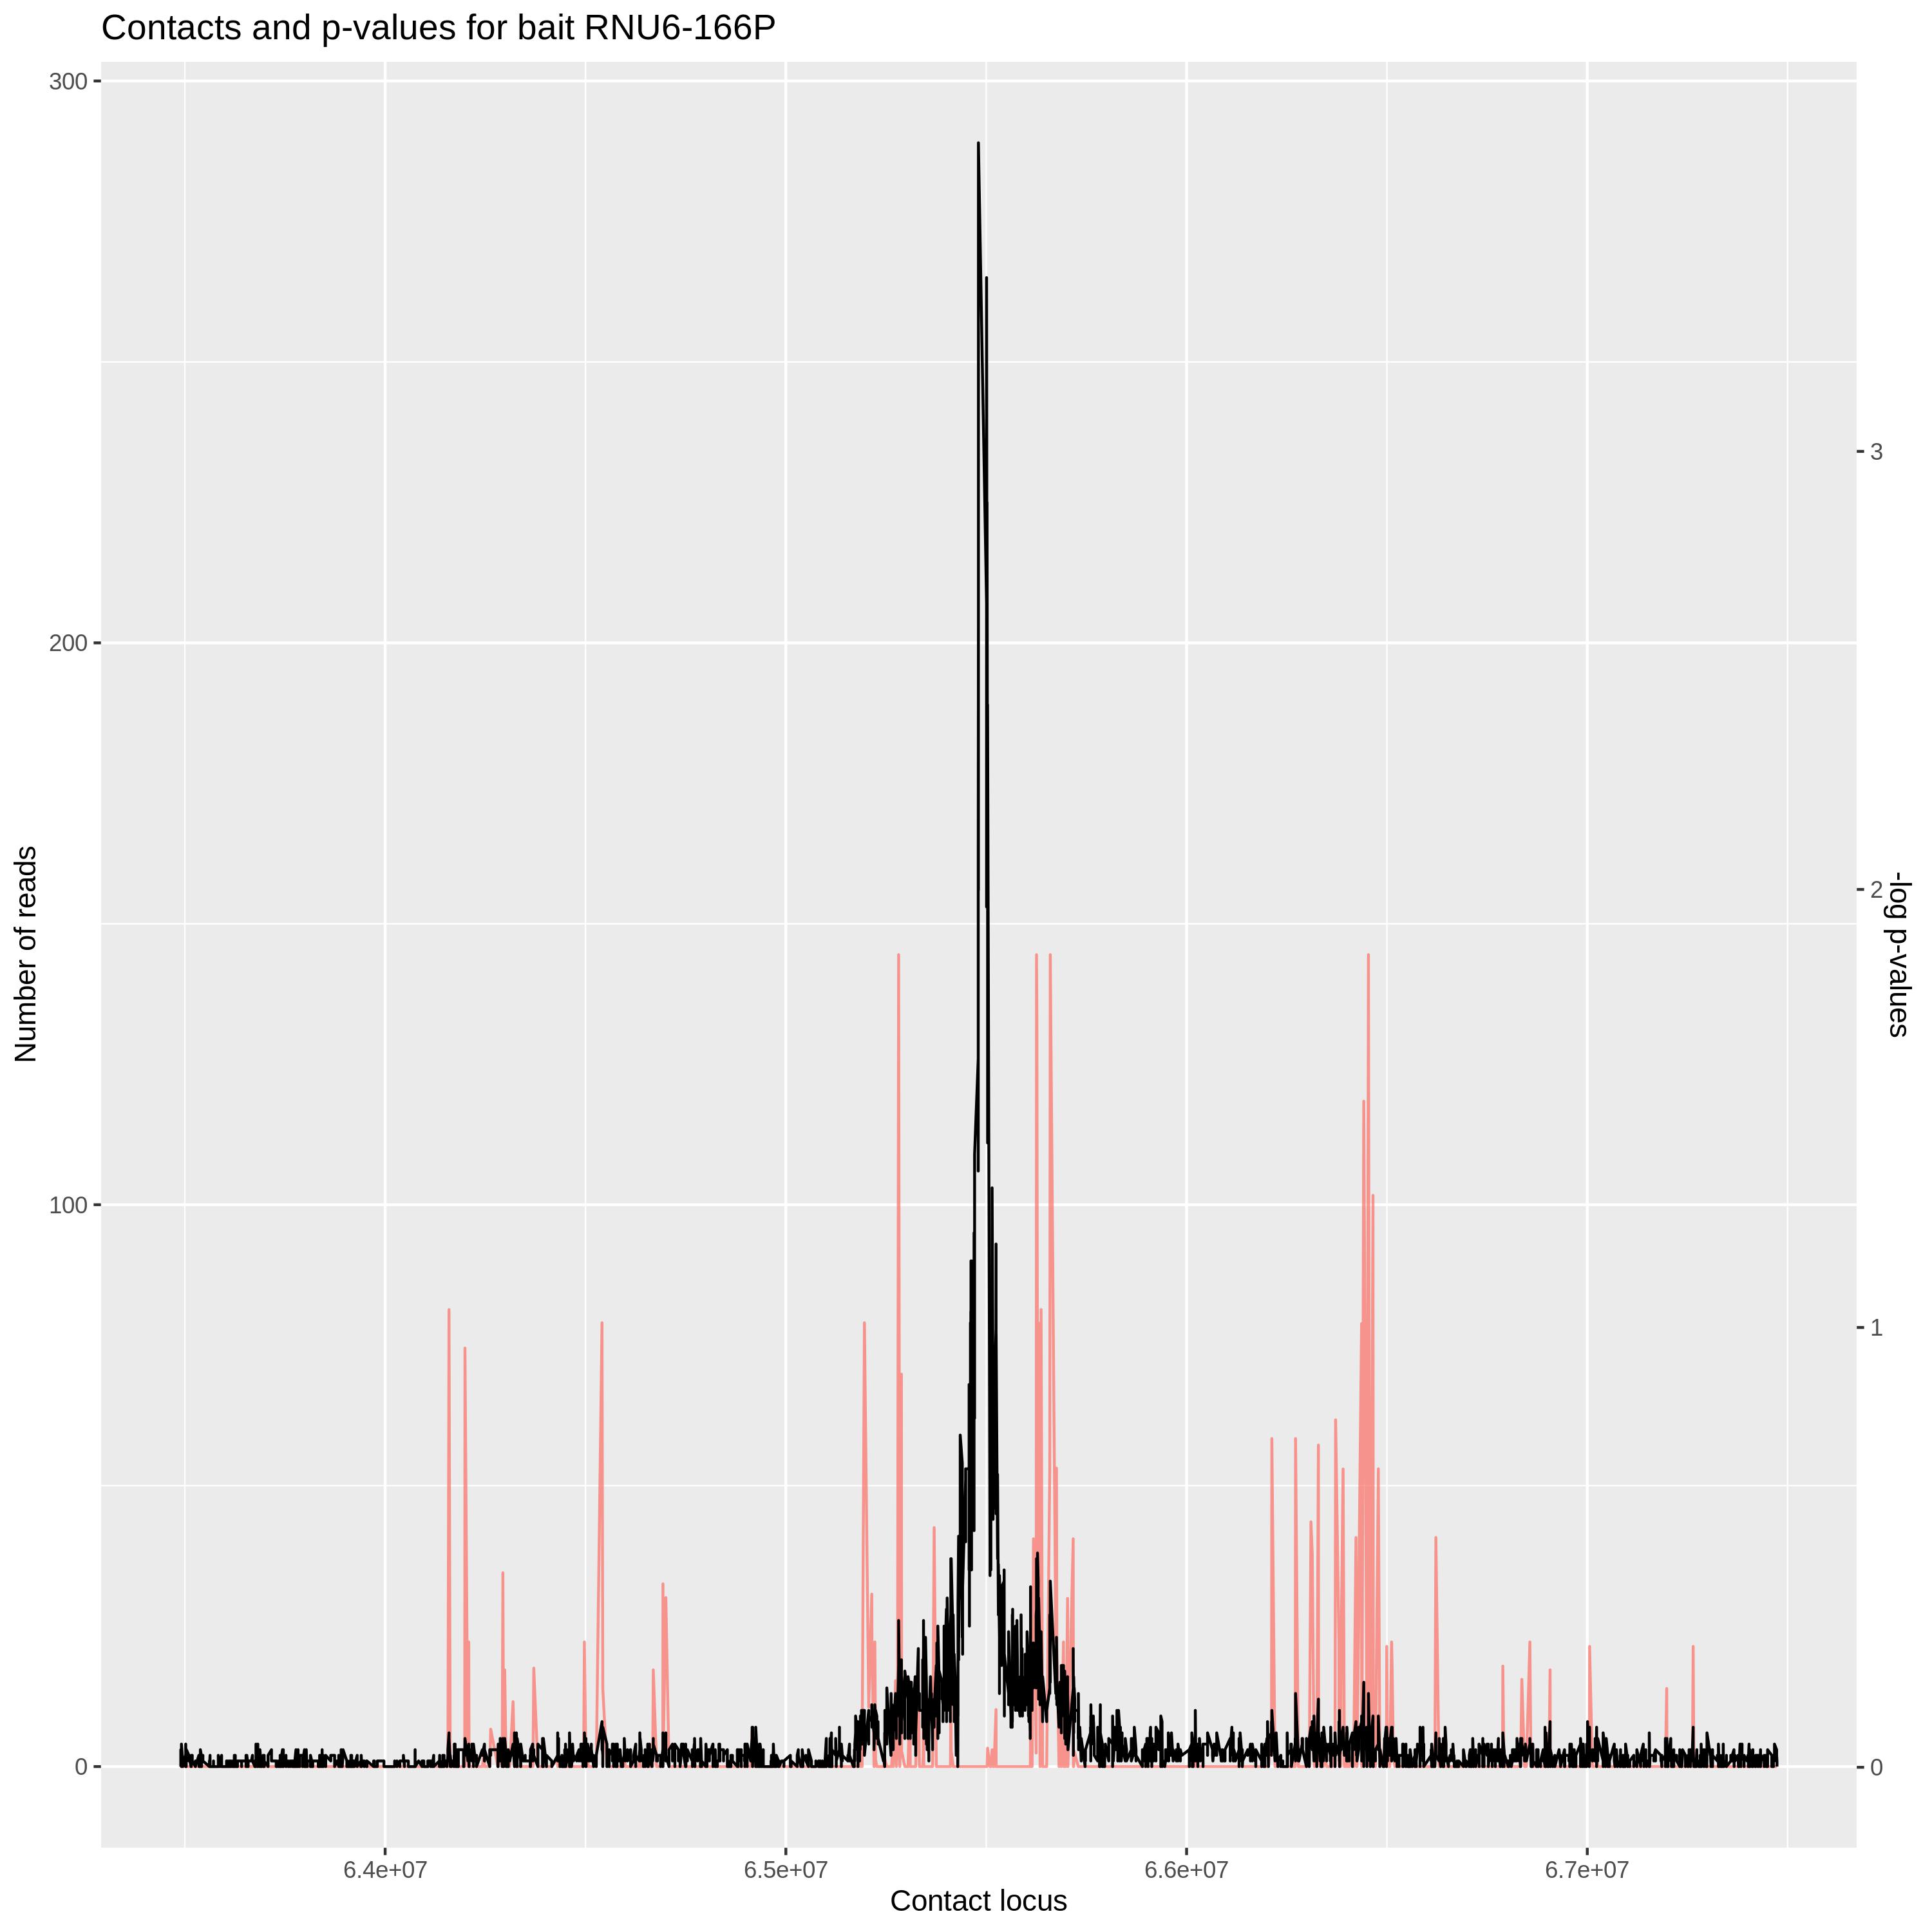 Contacts and p-values for bait RNU6-166P
300
200
100
0
Number of reads
3
2
1
0
-log p-values
6.4e+07
6.5e+07
6.6e+07
6.7e+07
Contact locus